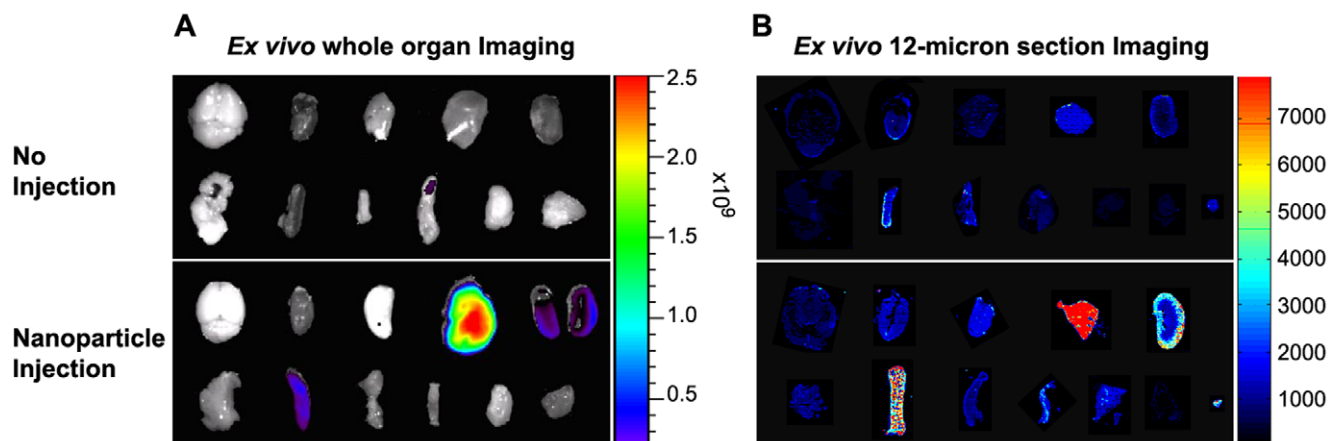 A
Ex vivo whole organ Imaging
B
Ex vivo 12-micron section Imaging
No
Injection
Nanoparticle
Injection
2.5
2.0
1.5
1.0
0.5
x10⁹
7000
6000
5000
4000
3000
2000
1000